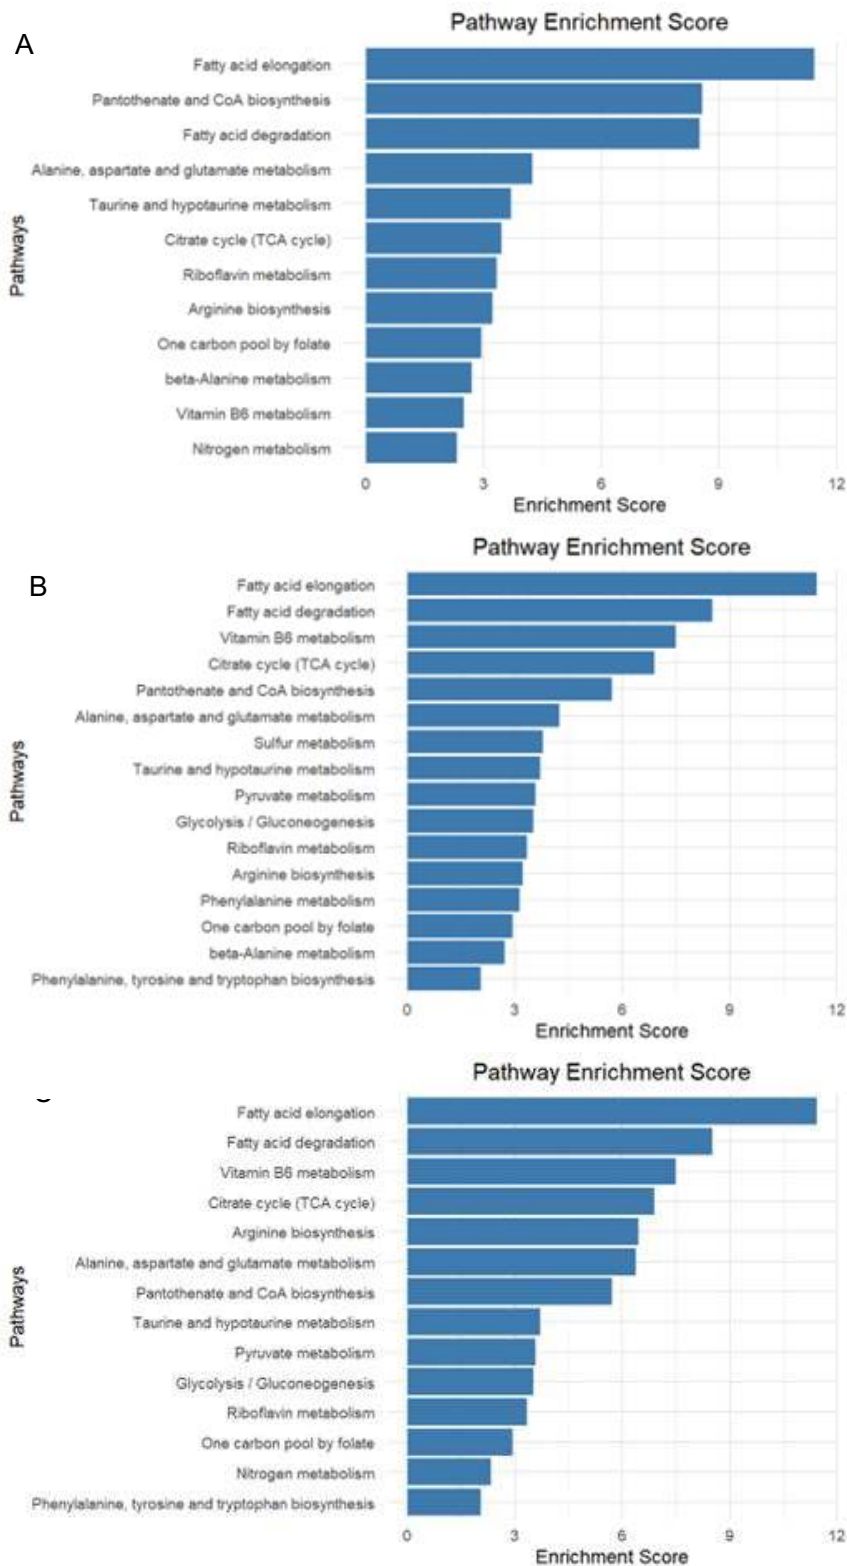 Pathway Enrichment Score
A
Fatty acid elongation
Pantothenate and CoA biosynthesis
Fatty acid degradation
Alanine, aspartate and glutamate metabolism
Taurine and hypotaurine metabolism
Citrate cycle (TCA cycle)
Riboflavin metabolism
Arginine biosynthesis
One carbon pool by folate
beta-Alanine metabolism
Vitamin B6 metabolism
Nitrogen metabolism
Pathways
0 3 6 9 12
Enrichment Score
Pathway Enrichment Score
B
Fatty acid elongation
Fatty acid degradation
Vitamin B6 metabolism
Citrate cycle (TCA cycle)
Pantothenate and CoA biosynthesis
Alanine, aspartate and glutamate metabolism
Sulfur metabolism
Taurine and hypotaurine metabolism
Pyruvate metabolism
Glycolysis / Gluconeogenesis
Riboflavin metabolism
Arginine biosynthesis
Phenylalanine metabolism
One carbon pool by folate
beta-Alanine metabolism
Phenylalanine, tyrosine and tryptophan biosynthesis
Pathways
0 3 6 9 12
Enrichment Score
Pathway Enrichment Score
Fatty acid elongation
Fatty acid degradation
Vitamin B6 metabolism
Citrate cycle (TCA cycle)
Arginine biosynthesis
Alanine, aspartate and glutamate metabolism
Pantothenate and CoA biosynthesis
Taurine and hypotaurine metabolism
Pyruvate metabolism
Glycolysis / Gluconeogenesis
Riboflavin metabolism
One carbon pool by folate
Nitrogen metabolism
Phenylalanine, tyrosine and tryptophan biosynthesis
Pathways
0 3 6 9 12
Enrichment Score